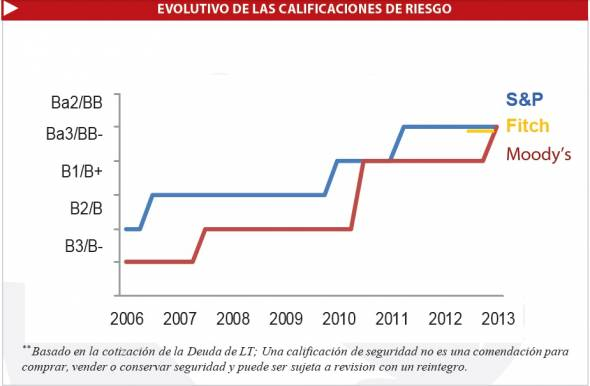 EVOLUTIVO DE LAS CALIFICACIONES DE RIESGO
Ba2/BB
Ba3/BB-
B1/B+
B2/B
B3/B-
S&P
Fitch
Moody's
2006 2007 2008 2009 2010 2011 2012 2013
**Basado en la cotización de la Deuda de LT; Una calificación de seguridad no es una comendación para
comprar, vender o conservar seguridad y puede ser sujeta a revision con un reintegro.